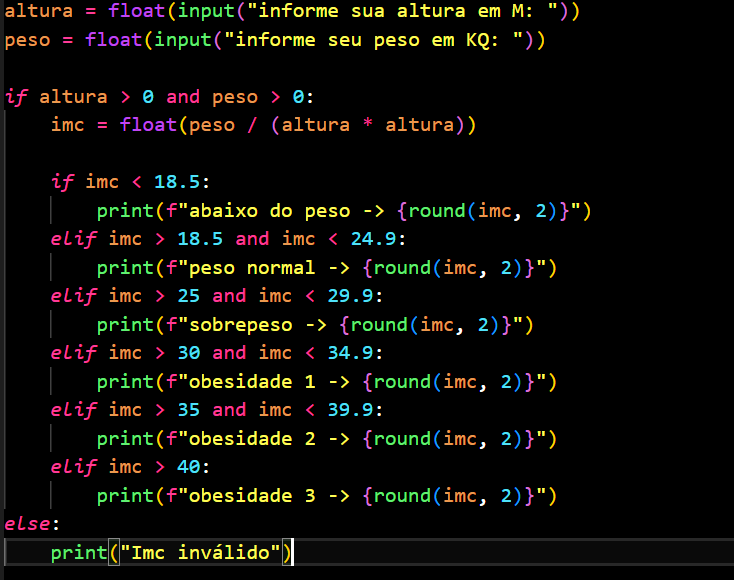 altura = float(input("informe sua altura em M: "))
peso = float(input("informe seu peso em KQ: "))
if altura > 0 and peso > 0:
    imc = float(peso / (altura * altura))
    if imc < 18.5:
        print(f"abaixo do peso -> {round(imc, 2)}")
    elif imc > 18.5 and imc < 24.9:
        print(f"peso normal -> {round(imc, 2)}")
    elif imc > 25 and imc < 29.9:
        print(f"sobrepeso -> {round(imc, 2)}")
    elif imc > 30 and imc < 34.9:
        print(f"obesidade 1 -> {round(imc, 2)}")
    elif imc > 35 and imc < 39.9:
        print(f"obesidade 2 -> {round(imc, 2)}")
    elif imc > 40:
        print(f"obesidade 3 -> {round(imc, 2)}")
else:
    print("Imc inválido")